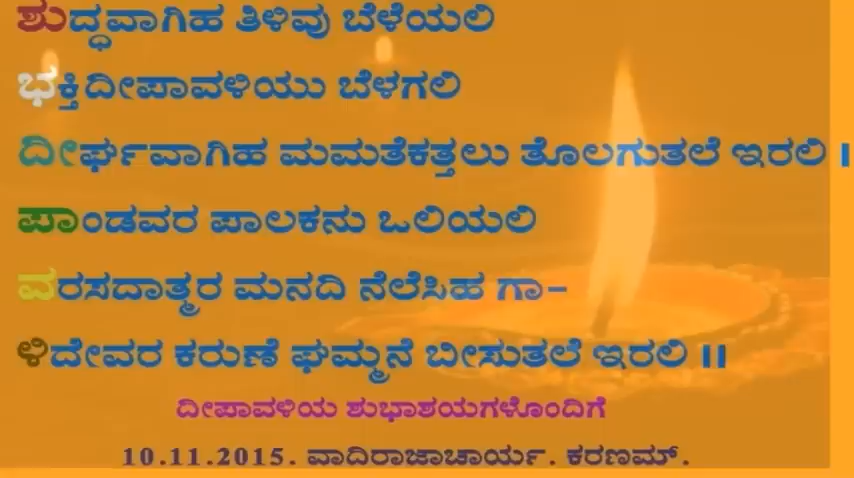 ಶುದ್ಧವಾಗಿಹ ತಿಳಿವು ಬೆಳೆಯಲಿ
ಭಕ್ತಿದೀಪಾವಳಿಯು ಬೆಳಗಲಿ
ದೀರ್ಘವಾಗಿಹ ಮಮತೆಕತ್ತಲು ತೊಲಗುತಲೆ ಇರಲಿ ।
ಪಾಂಡವರ ಪಾಲಕನು ಒಲಿಯಲಿ
ವರಸದಾತ್ಮರ ಮನದಿ ನೆಲೆಸಿಹ ಗಾ-
ಳಿದೇವರ ಕರುಣೆ ಘಮ್ಮನೆ ಬೀಸುತಲೆ ಇರಲಿ ।।
ದೀಪಾವಳಿಯ ಶುಭಾಶಯಗಳೊಂದಿಗೆ
10.11.2015. ವಾದಿರಾಜಾಚಾರ್ಯ. ಕರಣಮ್.